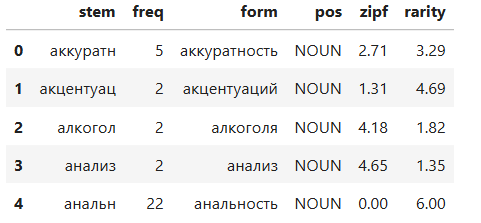 stem freq form pos zipf rarity
0 аккуратн 5 аккуратность NOUN 2.71 3.29
1 акцентуац 2 акцентуаций NOUN 1.31 4.69
2 алкогол 2 алкоголя NOUN 4.18 1.82
3 анализ 2 анализ NOUN 4.65 1.35
4 анальн 22 анальность NOUN 0.00 6.00